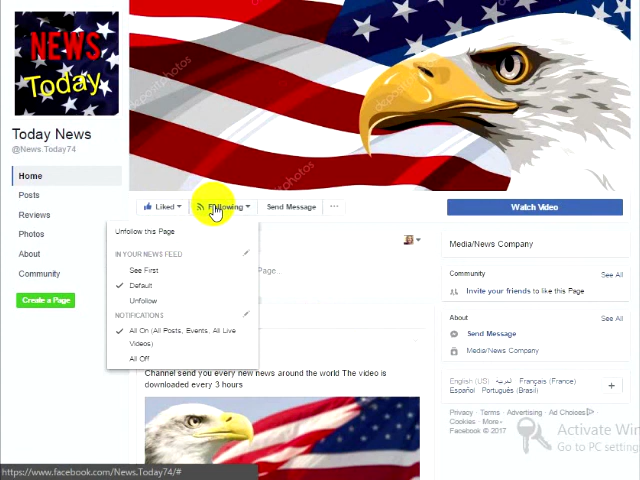 NEWS
Today
depositphotos
depositphotos
depositphotos
Today News
@News.Today74
Home
Posts
Reviews
Photos
About
Community
Create a Page
Liked
Following
Send Message
...
Watch Video
Unfollow this Page
IN YOUR NEWS FEED
See First
Default
Unfollow
NOTIFICATIONS
All On (All Posts, Events, All Live
Videos)
All Off
Page..
Channel send you every new news around the world The video is
downloaded every 3 hours
Media/News Company
Community
See All
Invite your friends to like this Page
About
See All
Send Message
Media/News Company
English (US) · العربية · Français (France) ·
Español · Português (Brasil)
Privacy · Terms · Advertising · Ad Choices
Cookies · More
Facebook © 2017
Activate Win
Go to PC setting
https://www.facebook.com/News.Today74/#